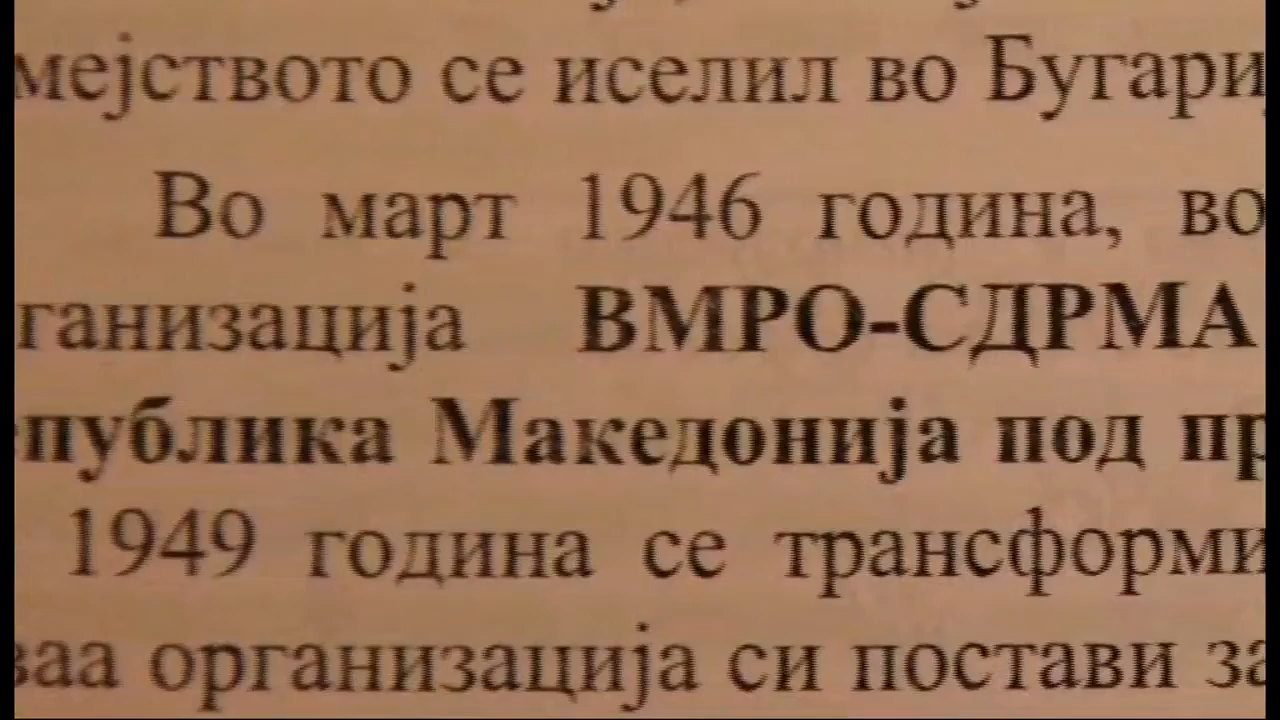 мејството се иселил во Бугари
Во март 1946 година, во
ганизација ВМРО-СДРМА
публика Македонија под пр
1949 година се трансформи
ваа организација си постави за